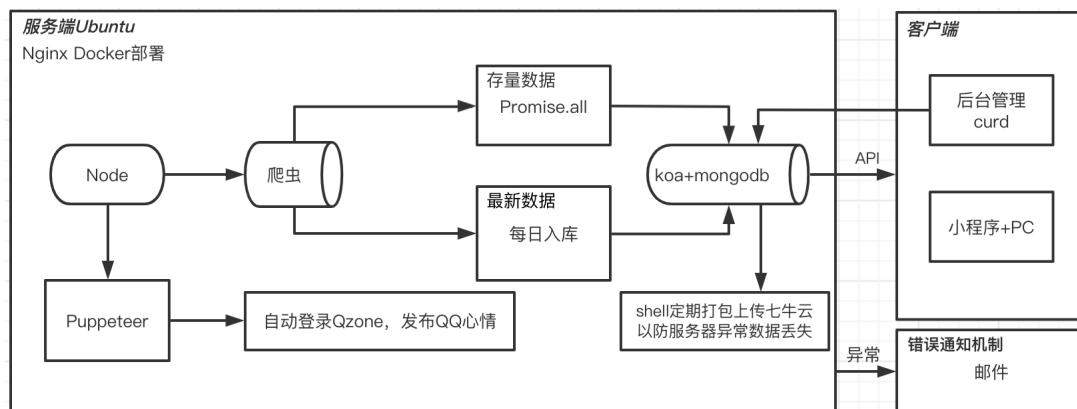 服务端Ubuntu
Nginx Docker部署
Node
爬虫
存量数据
Promise.all
最新数据
每日入库
koa+mongodb
Puppeteer
自动登录Qzone，发布QQ心情
shell定期打包上传七牛云
以防服务器异常数据丢失
API
异常
客户端
后台管理
curd
小程序+PC
错误通知机制
邮件